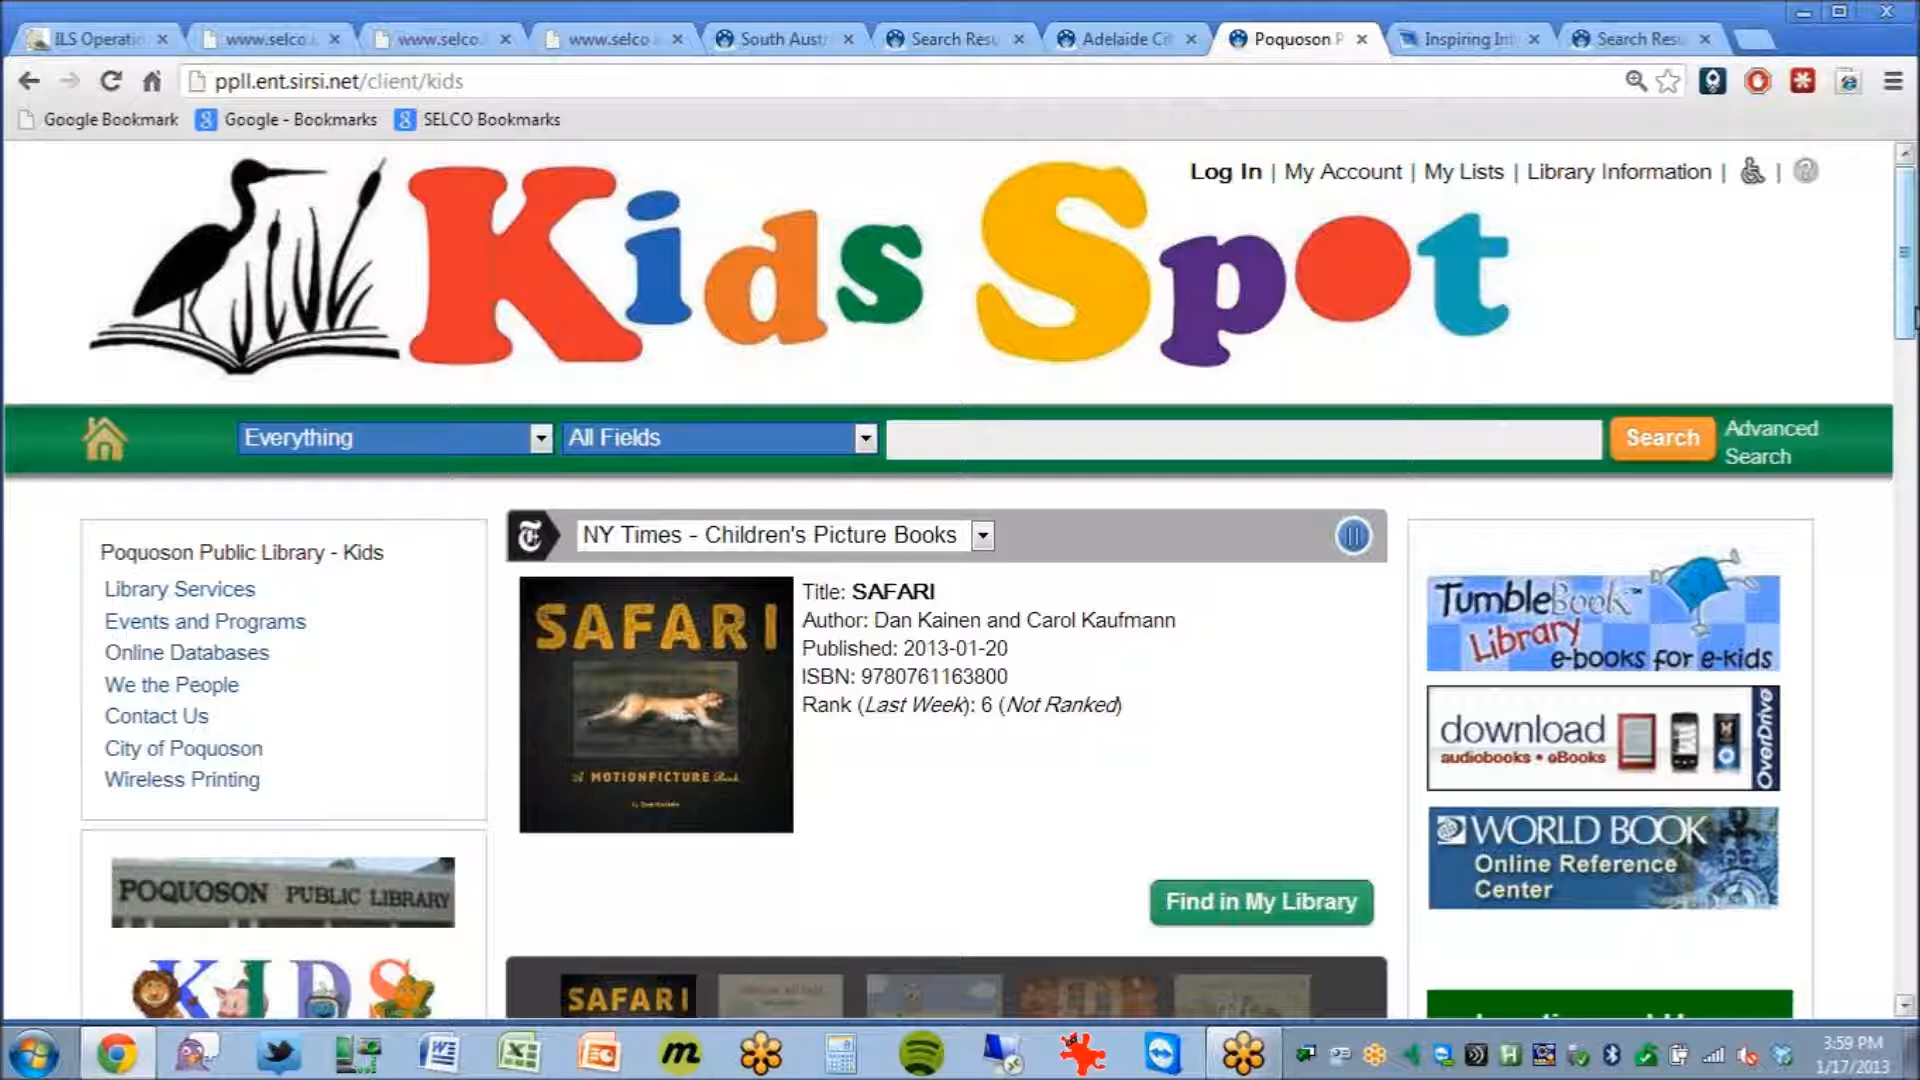 ILS Operati
www.selco.
www.selco.
www.selco
South Austr
Search Resu
Adelaide Cit
Poquoson P
Inspiring Int
Search Resu
ppll.ent.sirsi.net/client/kids
Google Bookmark
Google - Bookmarks
SELCO Bookmarks
Kids Spot
Log In | My Account | My Lists | Library Information |
Everything
All Fields
Search
Advanced
Search
Poquoson Public Library - Kids
Library Services
Events and Programs
Online Databases
We the People
Contact Us
City of Poquoson
Wireless Printing
POQUOSON PUBLIC LIBRARY
KIDS
NY Times - Children's Picture Books
SAFARI
A MOTIONPICTURE Book
Title: SAFARI
Author: Dan Kainen and Carol Kaufmann
Published: 2013-01-20
ISBN: 9780761163800
Rank (Last Week): 6 (Not Ranked)
Find in My Library
SAFARI
TumbleBook™
Library
e-books for e-kids
download
audiobooks • eBooks
OverDrive
WORLD BOOK
Online Reference
Center
3:59 PM
1/17/2013